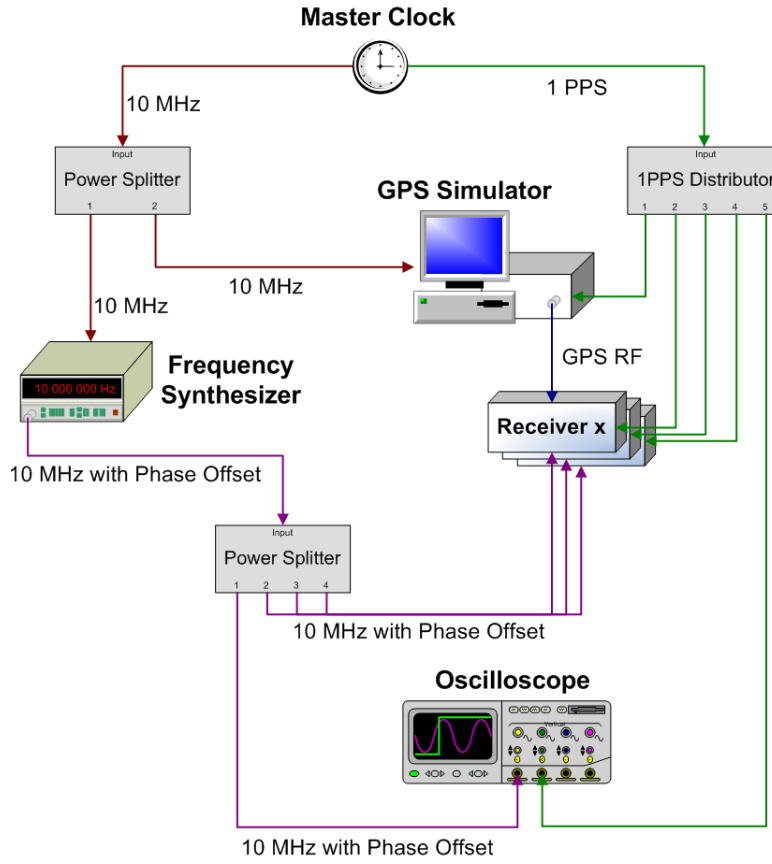 Master Clock
10 MHz
1 PPS
Input
Power Splitter
1 2
Input
1PPS Distributor
1 2 3 4 5
GPS Simulator
10 MHz
10 MHz
GPS RF
Frequency
Synthesizer
10 000 000 Hz
Receiver x
10 MHz with Phase Offset
Input
Power Splitter
1 2 3 4
10 MHz with Phase Offset
Oscilloscope
Vertical
10 MHz with Phase Offset